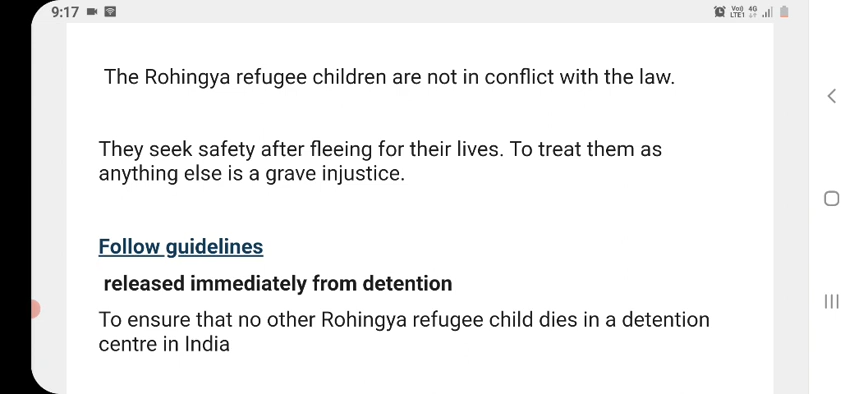 9:17
Vo) 4G
LTE1
The Rohingya refugee children are not in conflict with the law.
They seek safety after fleeing for their lives. To treat them as
anything else is a grave injustice.
Follow guidelines
released immediately from detention
To ensure that no other Rohingya refugee child dies in a detention
centre in India